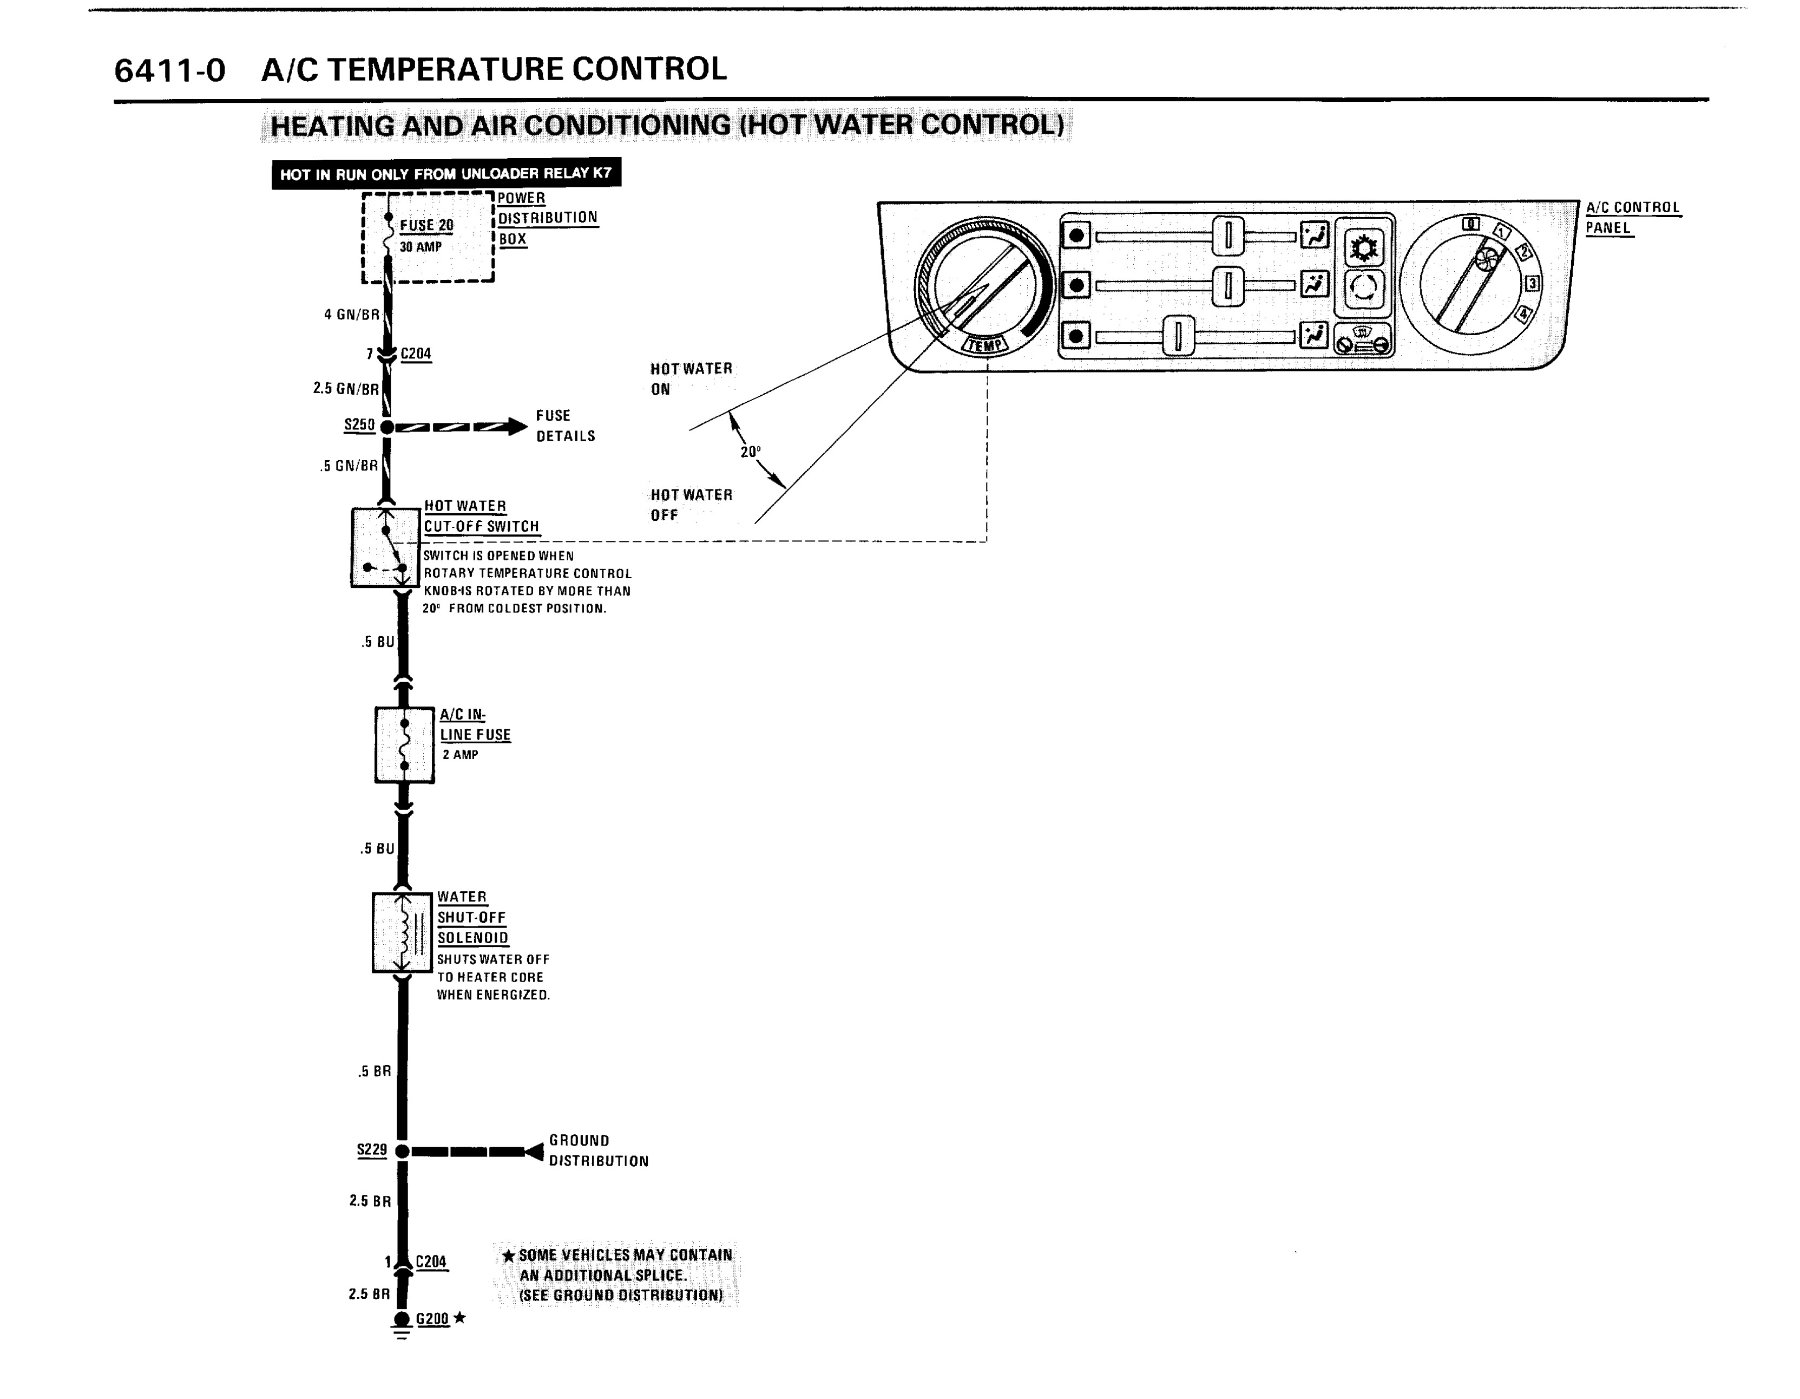 6411-0 A/C TEMPERATURE CONTROL
HEATING AND AIR CONDITIONING (HOT WATER CONTROL)
HOT IN RUN ONLY FROM UNLOADER RELAY K7
POWER
DISTRIBUTION
BOX
FUSE 20
30 AMP
4 GN/BR
7 C204
2.5 GN/BR
S250
FUSE
DETAILS
.5 GN/BR
HOT WATER
CUT-OFF SWITCH
SWITCH IS OPENED WHEN
ROTARY TEMPERATURE CONTROL
KNOB IS ROTATED BY MORE THAN
20° FROM COLDEST POSITION.
.5 BU
A/C IN-
LINE FUSE
2 AMP
.5 BU
WATER
SHUT-OFF
SOLENOID
SHUTS WATER OFF
TO HEATER CORE
WHEN ENERGIZED.
.5 BR
S229
GROUND
DISTRIBUTION
2.5 BR
1 C204
2.5 BR
G200 ★
★ SOME VEHICLES MAY CONTAIN
AN ADDITIONAL SPLICE.
(SEE GROUND DISTRIBUTION)
A/C CONTROL
PANEL
TEMP
0
1
2
3
4
HOT WATER
ON
20°
HOT WATER
OFF